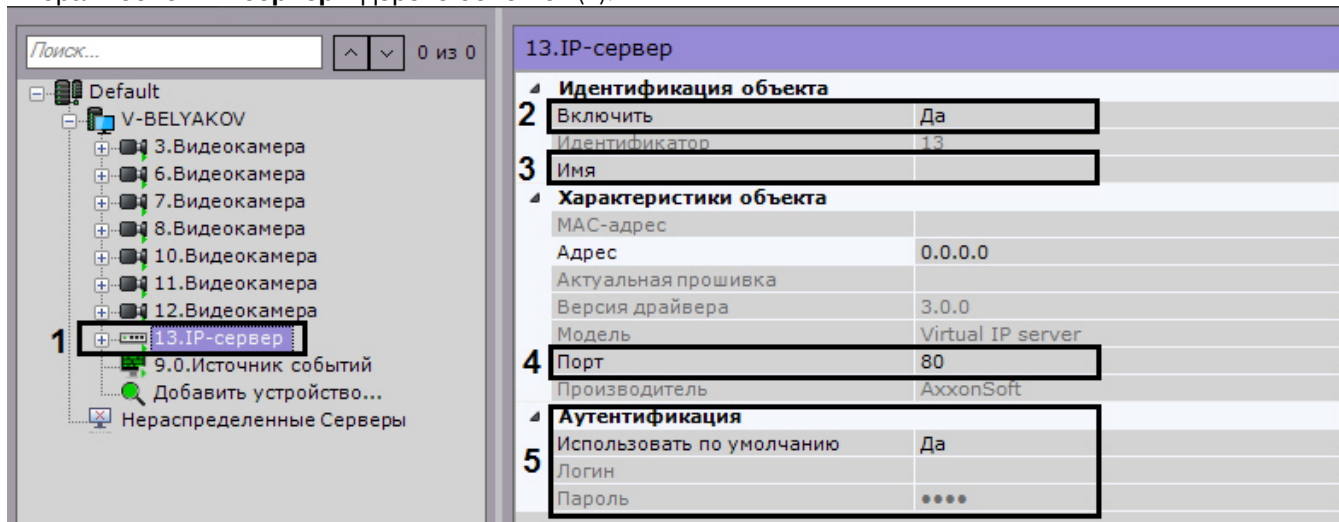 Поиск...
0 из 0
Default
V-BELYAKOV
3.Видеокамера
6.Видеокамера
7.Видеокамера
8.Видеокамера
10.Видеокамера
11.Видеокамера
12.Видеокамера
1 13.IP-сервер
9.0.Источник событий
Добавить устройство...
Нераспределенные Серверы
13.IP-сервер
Идентификация объекта
2 Включить Да
Идентификатор 13
3 Имя
Характеристики объекта
MAC-адрес
Адрес 0.0.0.0
Актуальная прошивка
Версия драйвера 3.0.0
Модель Virtual IP server
4 Порт 80
Производитель AxxonSoft
Аутентификация
Использовать по умолчанию Да
5 Логин
Пароль ●●●●